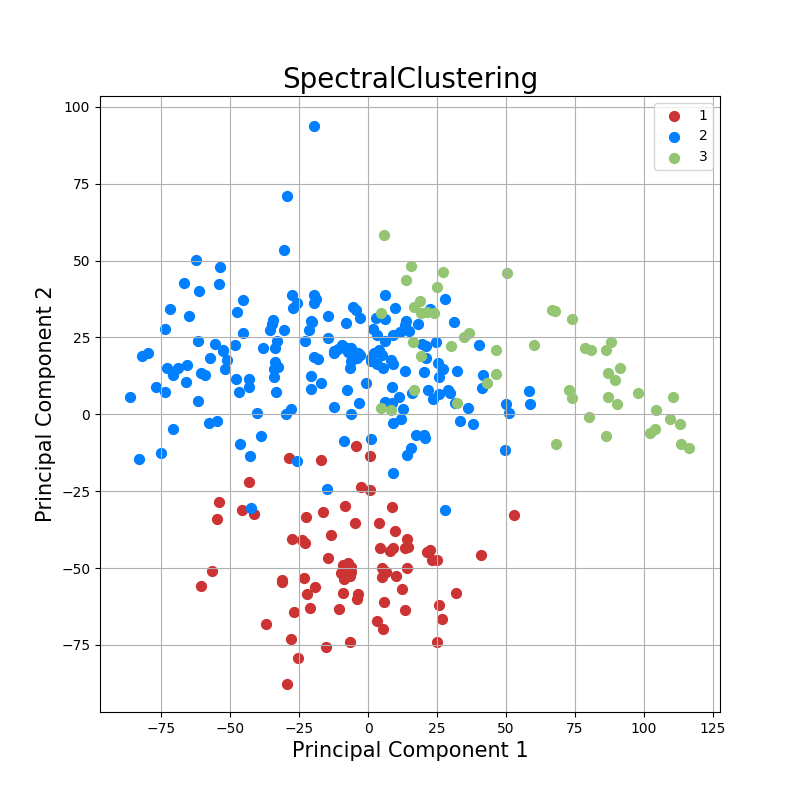 SpectralClustering
1
2
3
100
75
50
25
0
−25
−50
−75
Principal Component 2
−75 −50 −25 0 25 50 75 100 125
Principal Component 1